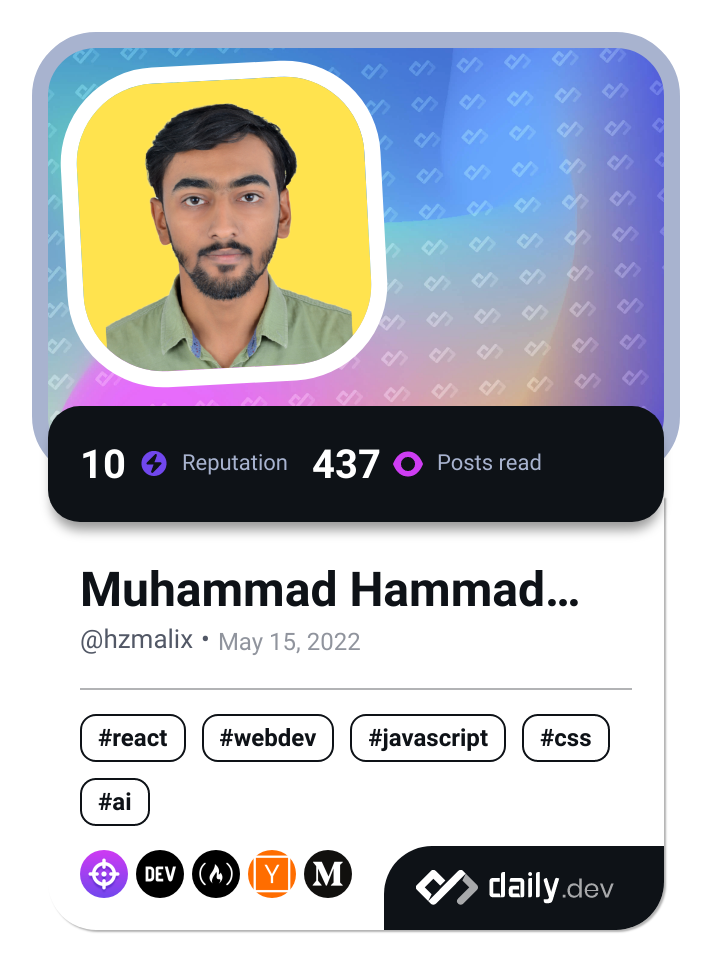 10 Reputation 437 Posts read
Muhammad Hammad...
@hzmalix • May 15, 2022
#react #webdev #javascript #css
#ai
DEV Y M
daily.dev